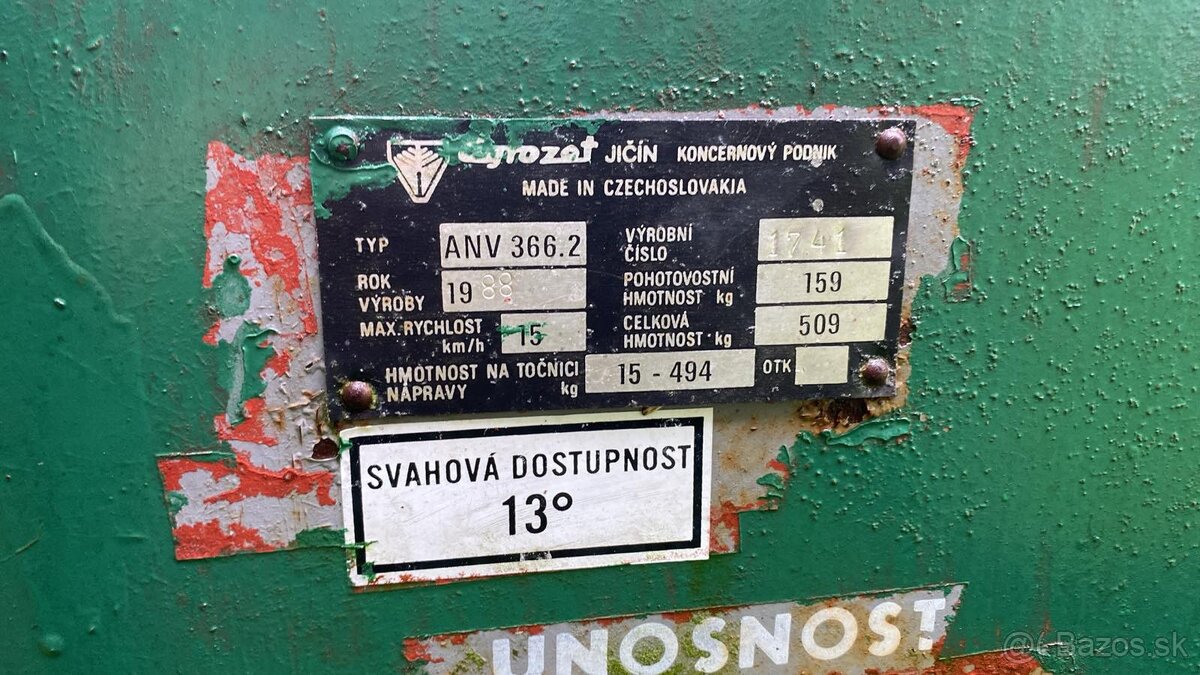 agrozet JIČÍN KONCERNOVÝ PODNIK
MADE IN CZECHOSLOVAKIA
TYP ANV 366.2
VÝROBNÍ ČÍSLO 1741
ROK VÝROBY 1988
POHOTOVOSTNÍ HMOTNOST kg 159
MAX. RYCHLOST km/h 15
CELKOVÁ HMOTNOST kg 509
HMOTNOST NA TOČNICI NÁPRAVY kg 15 - 494
OTK
SVAHOVÁ DOSTUPNOST
13°
UNOSNOST
Bazos.sk